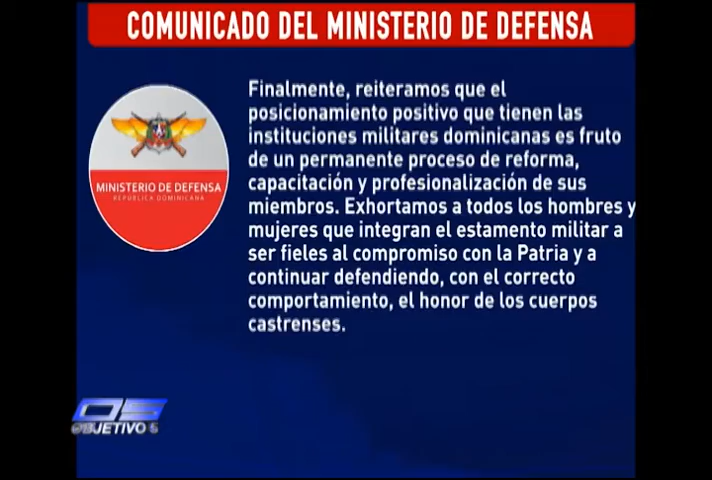 COMUNICADO DEL MINISTERIO DE DEFENSA
Finalmente, reiteramos que el
posicionamiento positivo que tienen las
instituciones militares dominicanas es fruto
de un permanente proceso de reforma,
capacitación y profesionalización de sus
miembros. Exhortamos a todos los hombres y
mujeres que integran el estamento militar a
ser fieles al compromiso con la Patria y a
continuar defendiendo, con el correcto
comportamiento, el honor de los cuerpos
castrenses.
MINISTERIO DE DEFENSA
REPÚBLICA DOMINICANA
O5
@BJETIVO 5